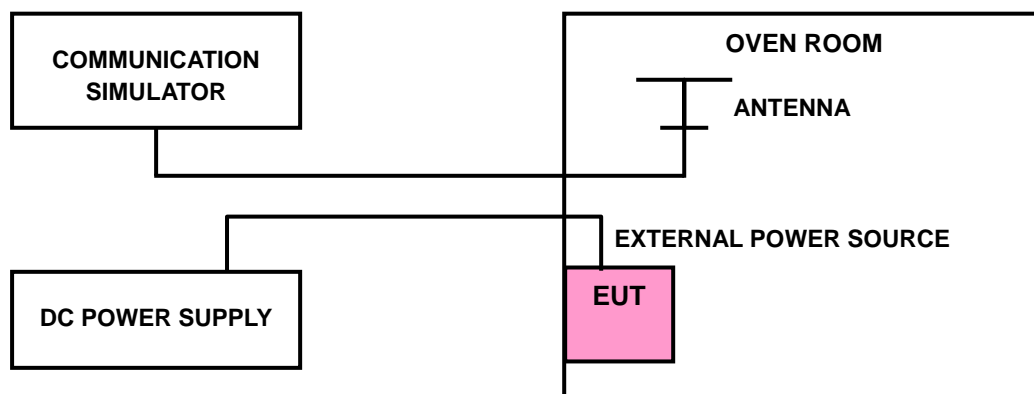 COMMUNICATION
SIMULATOR
OVEN ROOM
ANTENNA
EXTERNAL POWER SOURCE
DC POWER SUPPLY
EUT